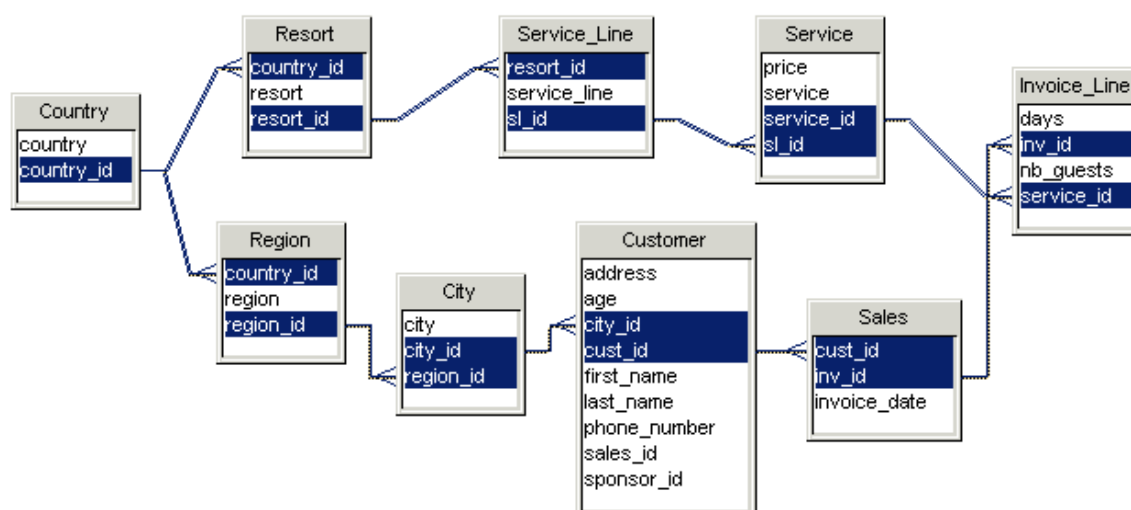 Country
country
country_id
Resort
country_id
resort
resort_id
Service_Line
resort_id
service_line
sl_id
Service
price
service
service_id
sl_id
Invoice_Line
days
inv_id
nb_guests
service_id
Region
country_id
region
region_id
City
city
city_id
region_id
Customer
address
age
city_id
cust_id
first_name
last_name
phone_number
sales_id
sponsor_id
Sales
cust_id
inv_id
invoice_date